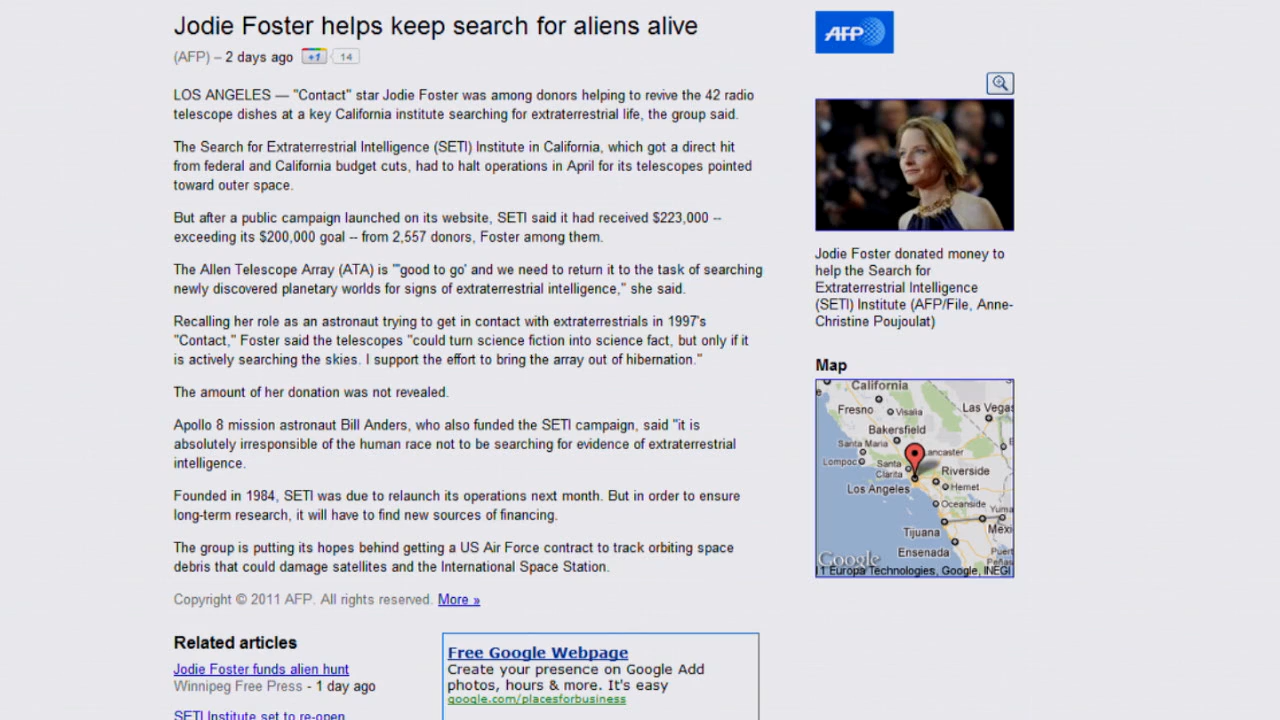 Jodie Foster helps keep search for aliens alive
(AFP) – 2 days ago +1 14
LOS ANGELES — "Contact" star Jodie Foster was among donors helping to revive the 42 radio
telescope dishes at a key California institute searching for extraterrestrial life, the group said.
The Search for Extraterrestrial Intelligence (SETI) Institute in California, which got a direct hit
from federal and California budget cuts, had to halt operations in April for its telescopes pointed
toward outer space.
But after a public campaign launched on its website, SETI said it had received $223,000 --
exceeding its $200,000 goal -- from 2,557 donors, Foster among them.
The Allen Telescope Array (ATA) is "'good to go' and we need to return it to the task of searching
newly discovered planetary worlds for signs of extraterrestrial intelligence," she said.
Recalling her role as an astronaut trying to get in contact with extraterrestrials in 1997's
"Contact," Foster said the telescopes "could turn science fiction into science fact, but only if it
is actively searching the skies. I support the effort to bring the array out of hibernation."
The amount of her donation was not revealed.
Apollo 8 mission astronaut Bill Anders, who also funded the SETI campaign, said "it is
absolutely irresponsible of the human race not to be searching for evidence of extraterrestrial
intelligence.
Founded in 1984, SETI was due to relaunch its operations next month. But in order to ensure
long-term research, it will have to find new sources of financing.
The group is putting its hopes behind getting a US Air Force contract to track orbiting space
debris that could damage satellites and the International Space Station.
Copyright © 2011 AFP. All rights reserved. More »
Related articles
Jodie Foster funds alien hunt
Winnipeg Free Press - 1 day ago
SETI Institute set to re-open
Free Google Webpage
Create your presence on Google Add
photos, hours & more. It's easy
google.com/placesforbusiness
AFP
Jodie Foster donated money to
help the Search for
Extraterrestrial Intelligence
(SETI) Institute (AFP/File, Anne-
Christine Poujoulat)
Map
California
Fresno Visalia Las Vegas
Bakersfield
Santa Maria
Lompoc Santa Clarita Lancaster
Riverside
Los Angeles Hemet
Oceanside
Yuma
Tijuana Mexi
Ensenada Puert
Peñas
Google
11 Europa Technologies, Google, INEGI